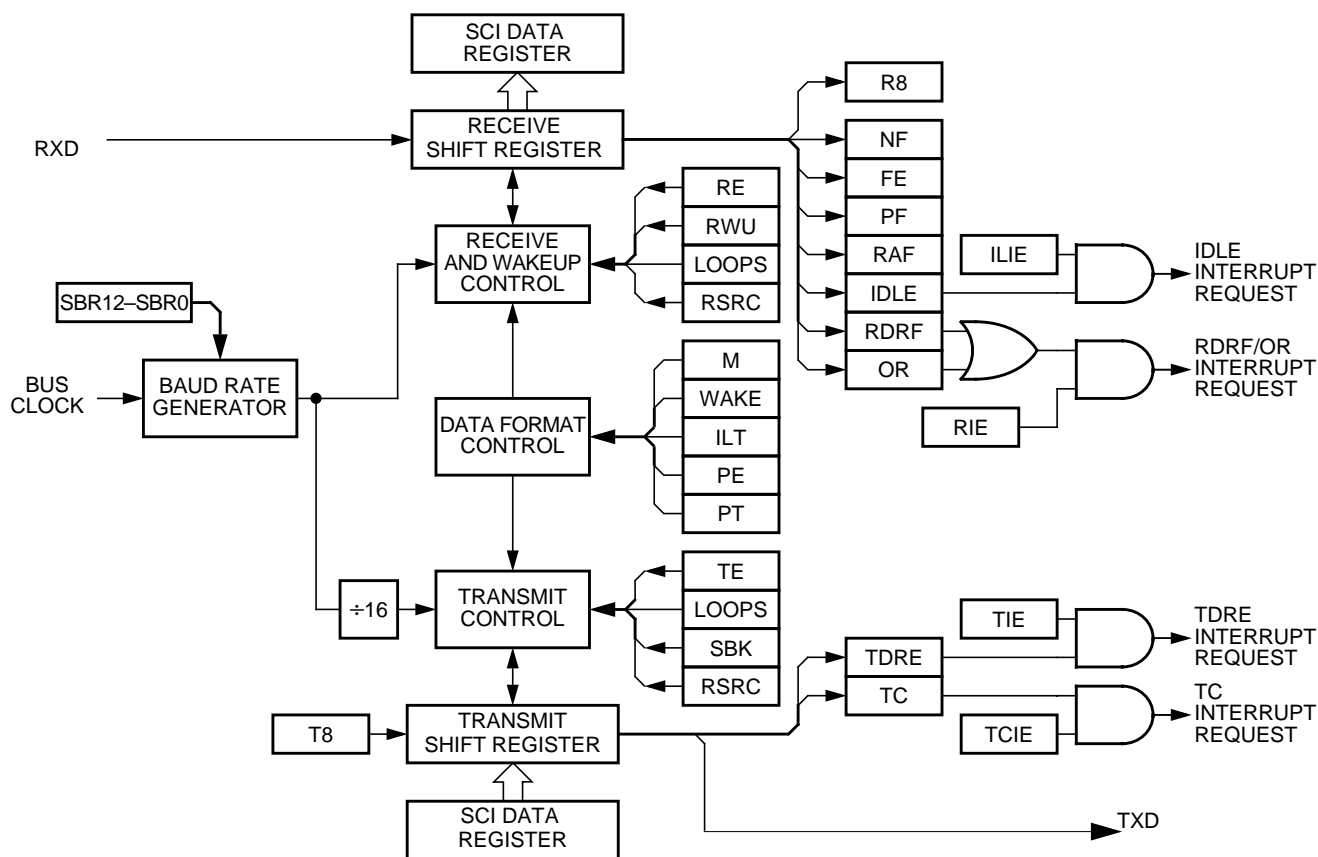 SCI DATA
REGISTER
R8
RXD
RECEIVE
SHIFT REGISTER
NF
FE
PF
RAF
IDLE
RDRF
OR
RE
RWU
LOOPS
RSRC
RECEIVE
AND WAKEUP
CONTROL
ILIE
IDLE
INTERRUPT
REQUEST
SBR12–SBR0
RDRF/OR
INTERRUPT
REQUEST
BUS
CLOCK
BAUD RATE
GENERATOR
RIE
DATA FORMAT
CONTROL
M
WAKE
ILT
PE
PT
÷16
TRANSMIT
CONTROL
TE
LOOPS
SBK
RSRC
TIE
TDRE
INTERRUPT
REQUEST
TDRE
TC
TCIE
TC
INTERRUPT
REQUEST
T8
TRANSMIT
SHIFT REGISTER
SCI DATA
REGISTER
TXD